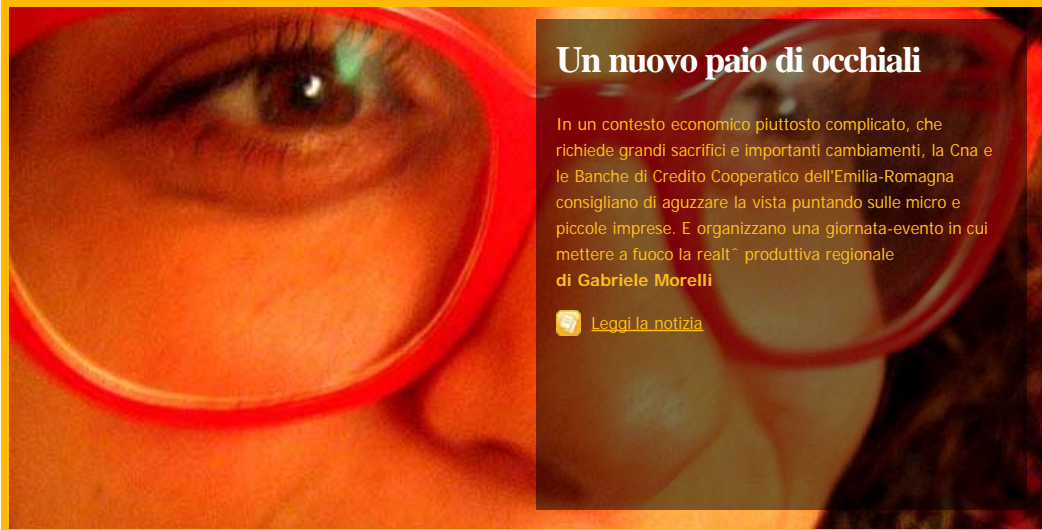 Un nuovo paio di occhiali
In un contesto economico piuttosto complicato, che
richiede grandi sacrifici e importanti cambiamenti, la Cna e
le Banche di Credito Cooperatico dell'Emilia-Romagna
consigliano di aguzzare la vista puntando sulle micro e
piccole imprese. E organizzano una giornata-evento in cui
mettere a fuoco la realtˆ produttiva regionale
di Gabriele Morelli
Leggi la notizia